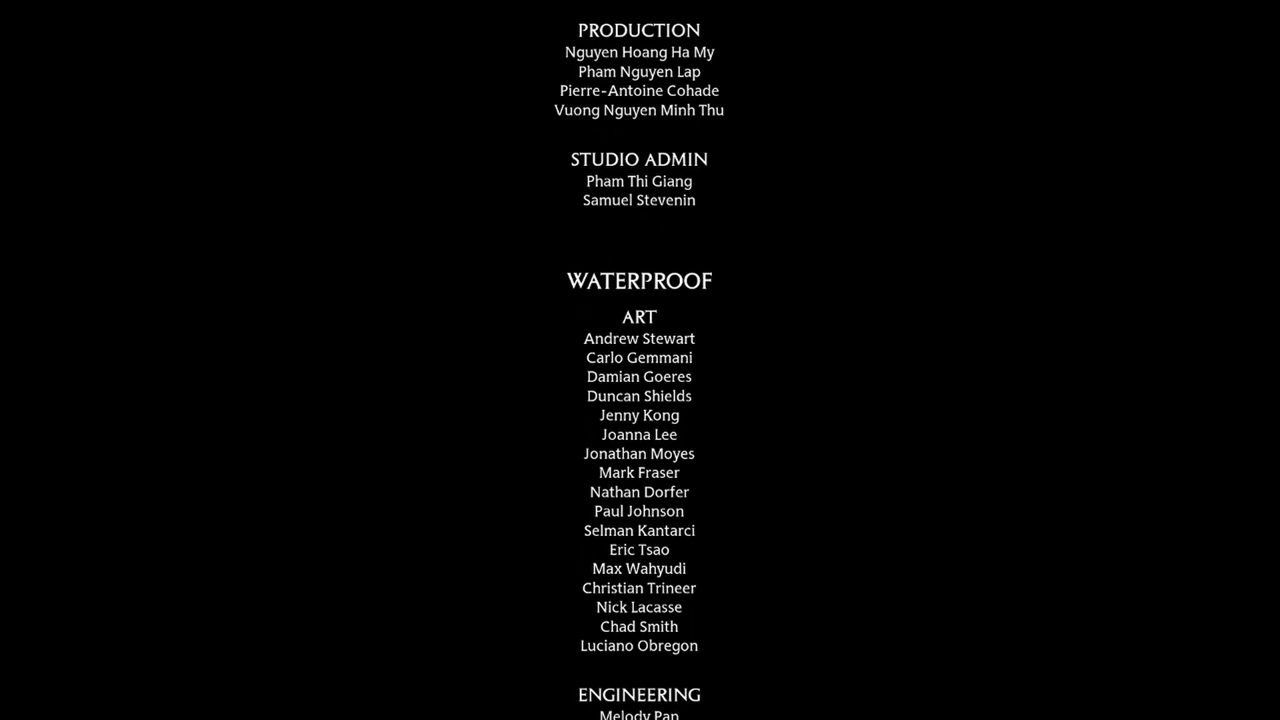 PRODUCTION
Nguyen Hoang Ha My
Pham Nguyen Lap
Pierre-Antoine Cohade
Vuong Nguyen Minh Thu
STUDIO ADMIN
Pham Thi Giang
Samuel Stevenin
WATERPROOF
ART
Andrew Stewart
Carlo Gemmani
Damian Goeres
Duncan Shields
Jenny Kong
Joanna Lee
Jonathan Moyes
Mark Fraser
Nathan Dorfer
Paul Johnson
Selman Kantarci
Eric Tsao
Max Wahyudi
Christian Trineer
Nick Lacasse
Chad Smith
Luciano Obregon
ENGINEERING
Melody Pan